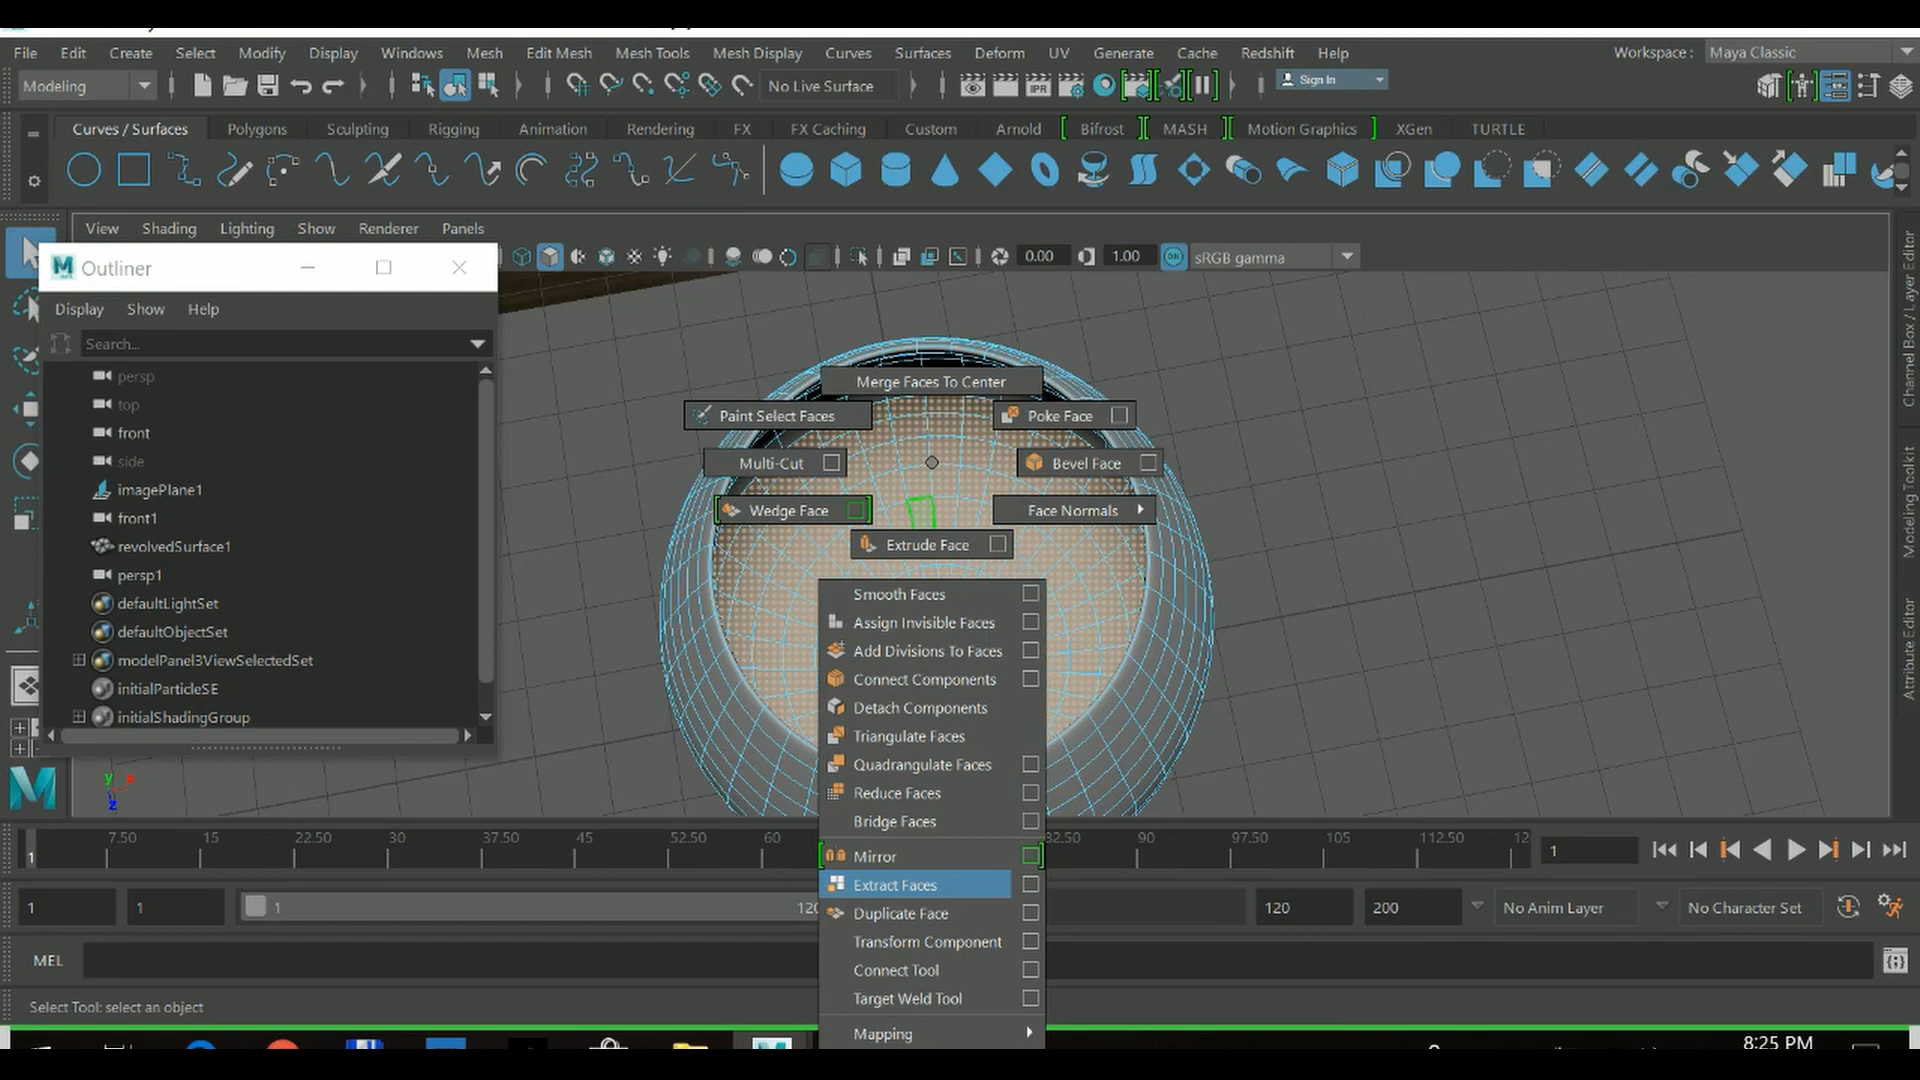 File Edit Create Select Modify Display Windows Mesh Edit Mesh Mesh Tools Mesh Display Curves Surfaces Deform UV Generate Cache Redshift Help Workspace : Maya Classic
Modeling No Live Surface IPR Sign In
Curves / Surfaces Polygons Sculpting Rigging Animation Rendering FX FX Caching Custom Arnold Bifrost MASH Motion Graphics XGen TURTLE
View Shading Lighting Show Renderer Panels
0.00 1.00 ON sRGB gamma
Outliner
Display Show Help
Search...
persp
top
front
side
imagePlane1
front1
revolvedSurface1
persp1
defaultLightSet
defaultObjectSet
modelPanel3ViewSelectedSet
initialParticleSE
initialShadingGroup
Merge Faces To Center
Paint Select Faces Poke Face
Multi-Cut Bevel Face
Wedge Face Face Normals
Extrude Face
Smooth Faces
Assign Invisible Faces
Add Divisions To Faces
Connect Components
Detach Components
Triangulate Faces
Quadrangulate Faces
Reduce Faces
Bridge Faces
Mirror
Extract Faces
Duplicate Face
Transform Component
Connect Tool
Target Weld Tool
Mapping
Channel Box / Layer Editor
Modeling Toolkit
Attribute Editor
y x
z
1 7.50 15 22.50 30 37.50 45 52.50 60 82.50 90 97.50 105 112.50 12 1
1 1 1 120 120 200 No Anim Layer No Character Set
MEL
Select Tool: select an object
8:25 PM